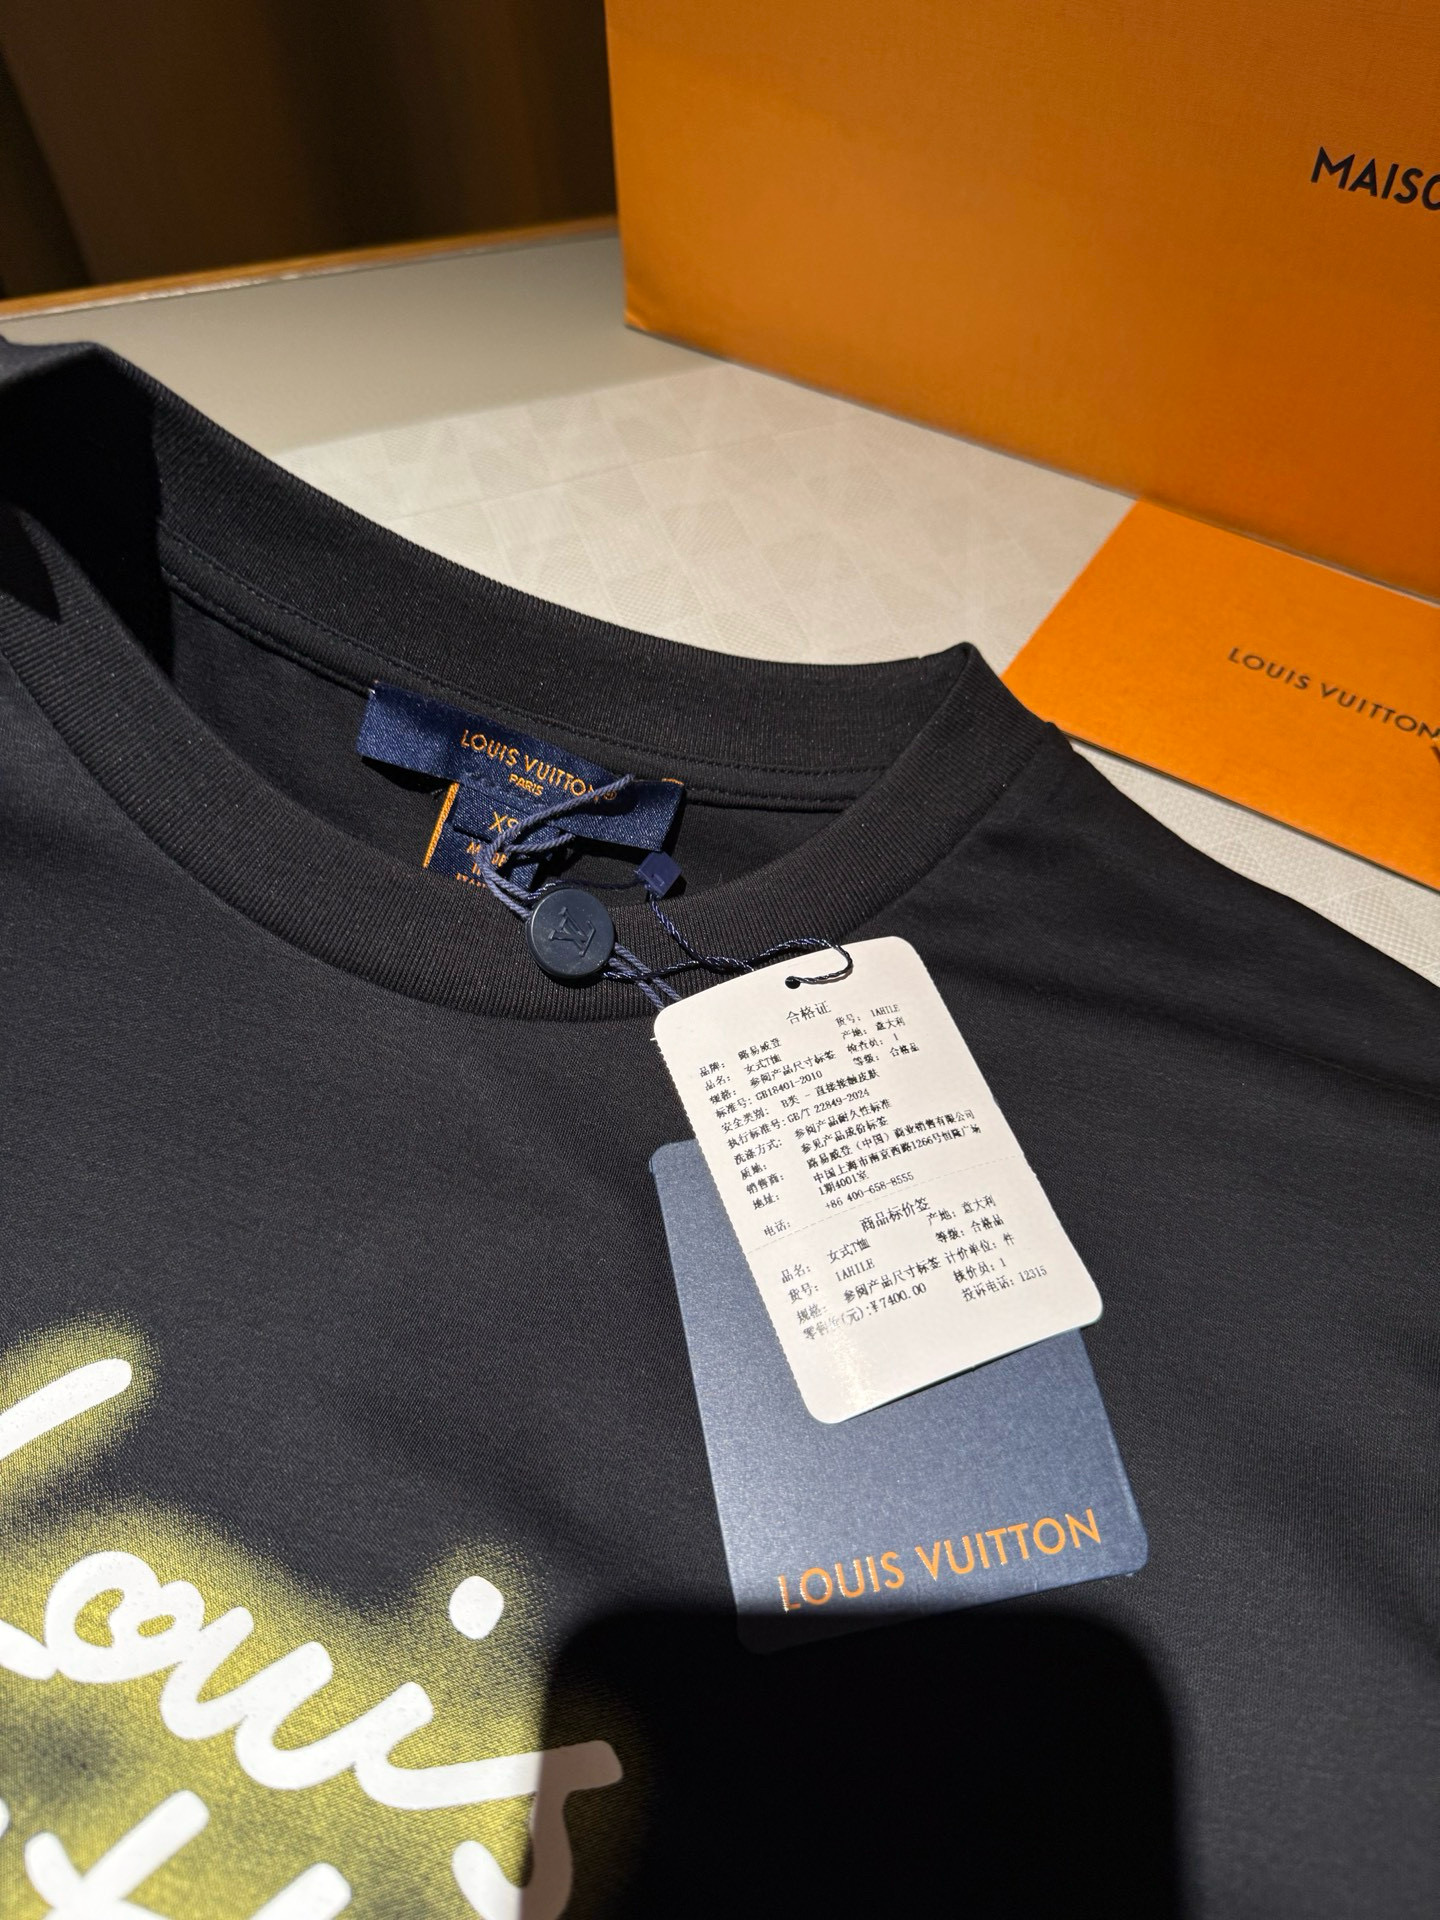 MAISO
LOUIS VUITTON
LOUIS VUITTON®
PARIS
XS
合格证
品牌: 路易威登 货号: 1AHILE
品名: 女式T恤 产地: 意大利
规格: 参阅产品尺寸标签 检查员: 1
标准号: GB18401-2010 等级: 合格品
安全类别: B类 - 直接接触皮肤
执行标准号: GB/T 22849-2024
洗涤方式: 参阅产品耐久性标签
质地: 参见产品成份标签
销售商: 路易威登(中国)商业销售有限公司
地址: 中国上海市南京西路1266号恒隆广场
1期4001室
电话: +86 400-658-8555
商品标价签
品名: 女式T恤 产地: 意大利
货号: 1AHILE 等级: 合格品
规格: 参阅产品尺寸标签 计价单位: 件
零售价(元):¥7400.00 核价员: 1
投诉电话: 12315
LOUIS VUITTON
Louis